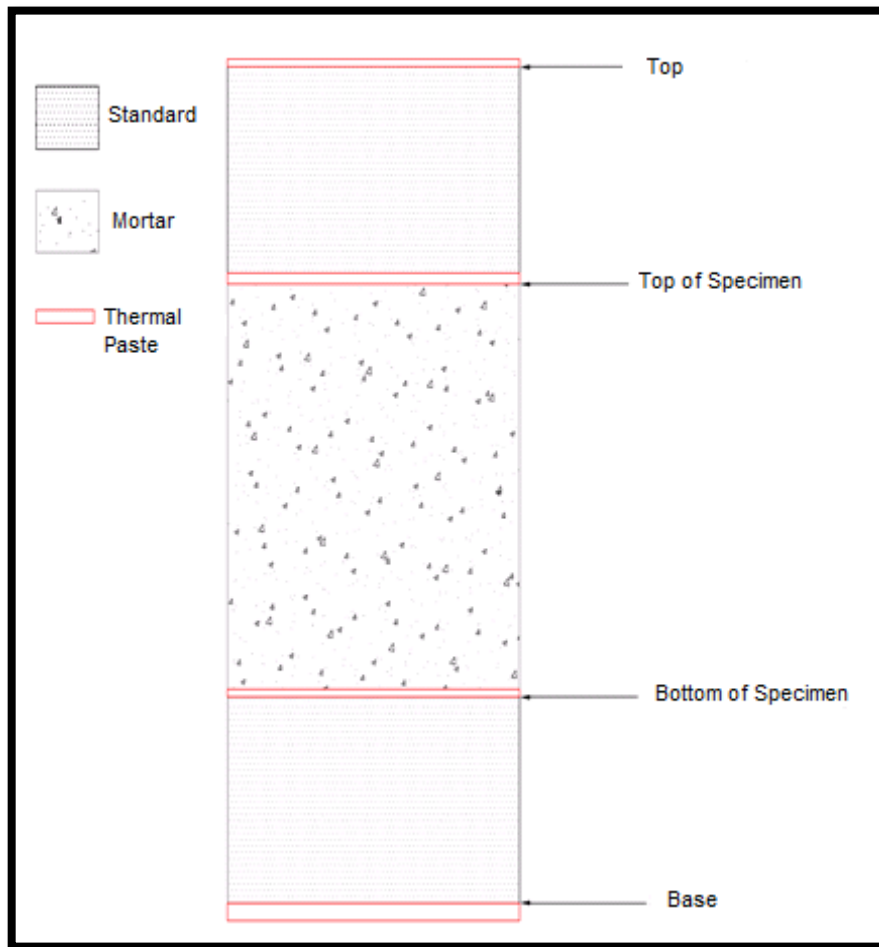 Top
Standard
Mortar
Top of Specimen
Thermal
Paste
Bottom of Specimen
Base